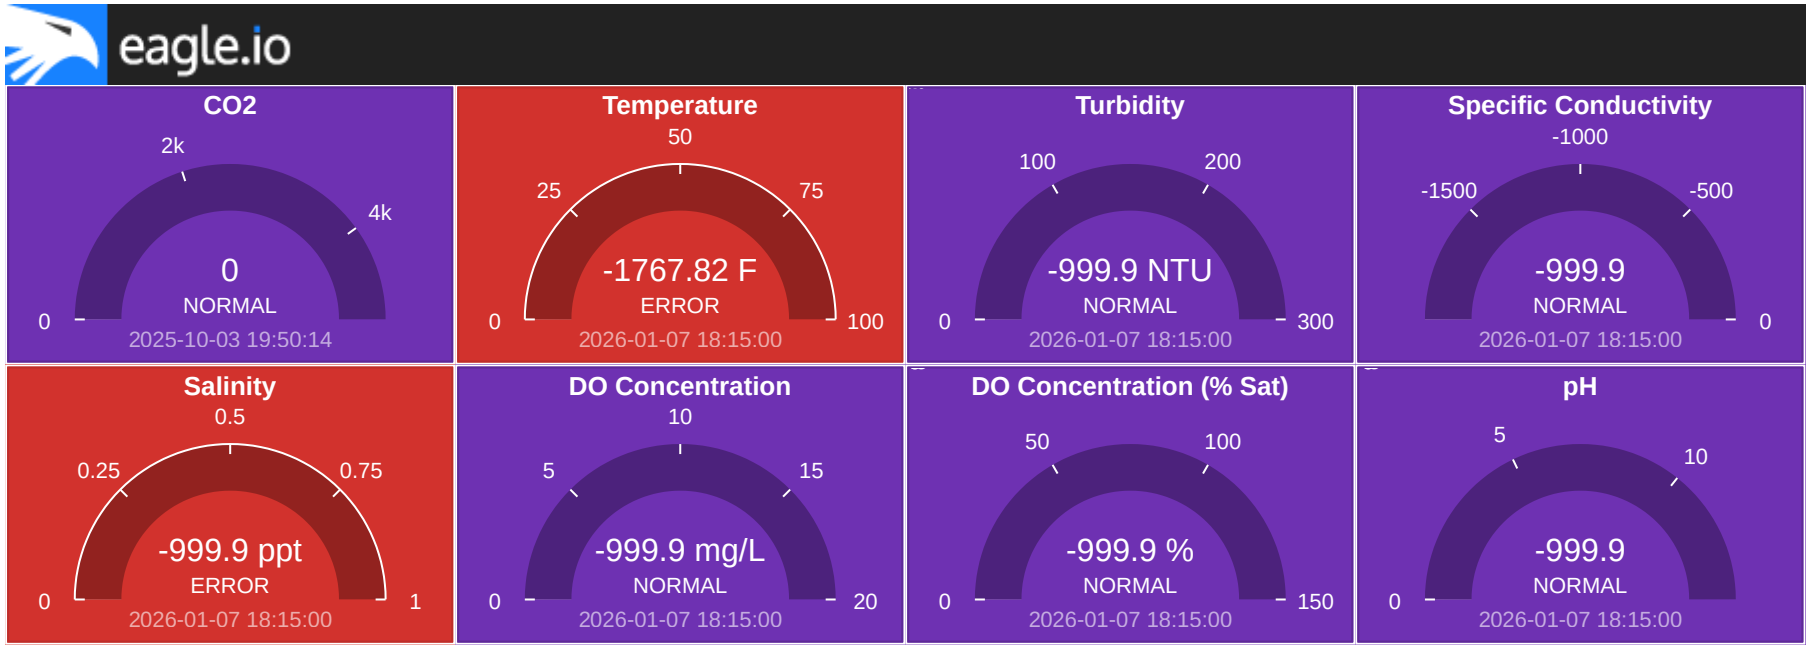 eagle.io
CO2
2k
4k
0
0
NORMAL
2025-10-03 19:50:14
Temperature
50
25
75
-1767.82 F
ERROR
0
100
2026-01-07 18:15:00
Turbidity
100
200
-999.9 NTU
NORMAL
0
300
2026-01-07 18:15:00
Specific Conductivity
-1000
-1500
-500
-999.9
NORMAL
0
2026-01-07 18:15:00
Salinity
0.5
0.25
0.75
-999.9 ppt
ERROR
0
1
2026-01-07 18:15:00
DO Concentration
10
5
15
-999.9 mg/L
NORMAL
0
20
2026-01-07 18:15:00
DO Concentration (% Sat)
50
100
-999.9 %
NORMAL
0
150
2026-01-07 18:15:00
pH
5
10
-999.9
NORMAL
0
2026-01-07 18:15:00